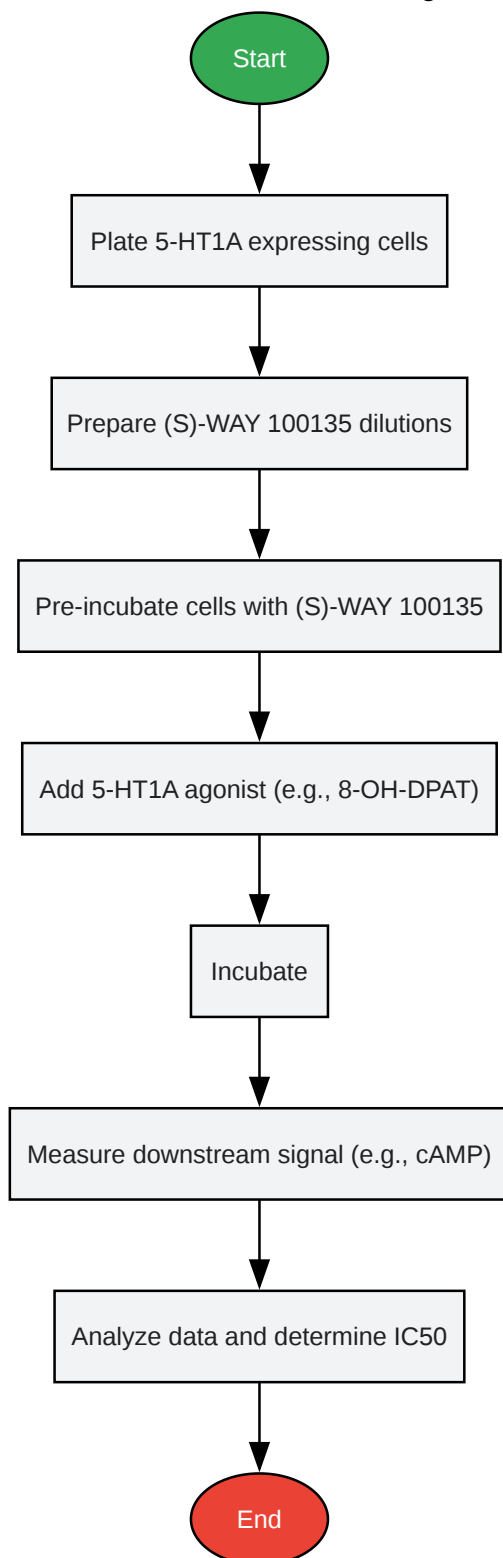 Start
Plate 5-HT1A expressing cells
Prepare (S)-WAY 100135 dilutions
Pre-incubate cells with (S)-WAY 100135
Add 5-HT1A agonist (e.g., 8-OH-DPAT)
Incubate
Measure downstream signal (e.g., cAMP)
Analyze data and determine IC50
End